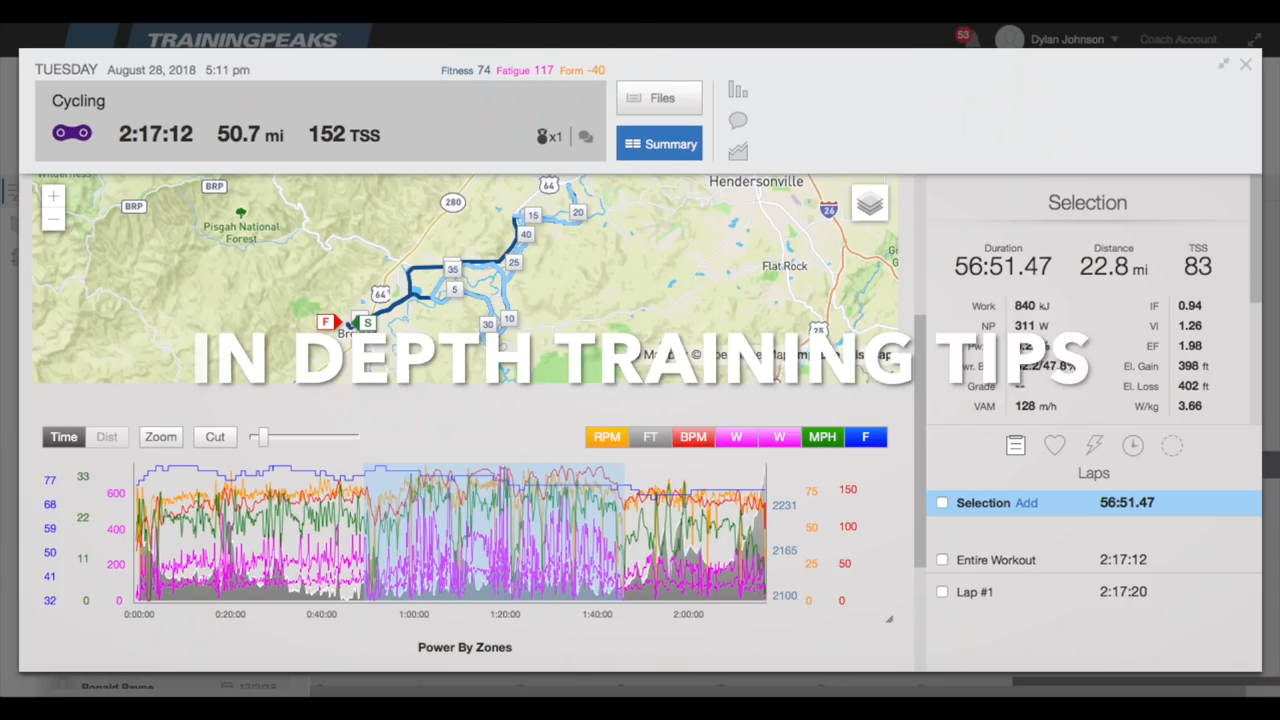 TRAININGPEAKS
53
Dylan Johnson
Coach Account
TUESDAY August 28, 2018 5:11 pm
Fitness 74 Fatigue 117 Form -40
Cycling
2:17:12 50.7 mi 152 TSS
x1
Files
Summary
BRP
BRP
Pisgah National
Forest
280
64
64
Hendersonville
26
Flat Rock
25
15
20
40
25
35
5
30
10
F
S
IN DEPTH TRAINING TIPS
Selection
Duration Distance TSS
56:51.47 22.8 mi 83
Work 840 kJ IF 0.94
NP 311 W VI 1.26
EF 1.98
El. Gain 398 ft
Grade -- El. Loss 402 ft
VAM 128 m/h W/kg 3.66
Laps
Selection Add 56:51.47
Entire Workout 2:17:12
Lap #1 2:17:20
Time Dist Zoom Cut
RPM FT BPM W W MPH F
77 33
68 600 75 150
59 22 400 2231 50 100
50 11 200 2165 25 50
41
32 0 0 2100 0 0
0:00:00 0:20:00 0:40:00 1:00:00 1:20:00 1:40:00 2:00:00
Power By Zones